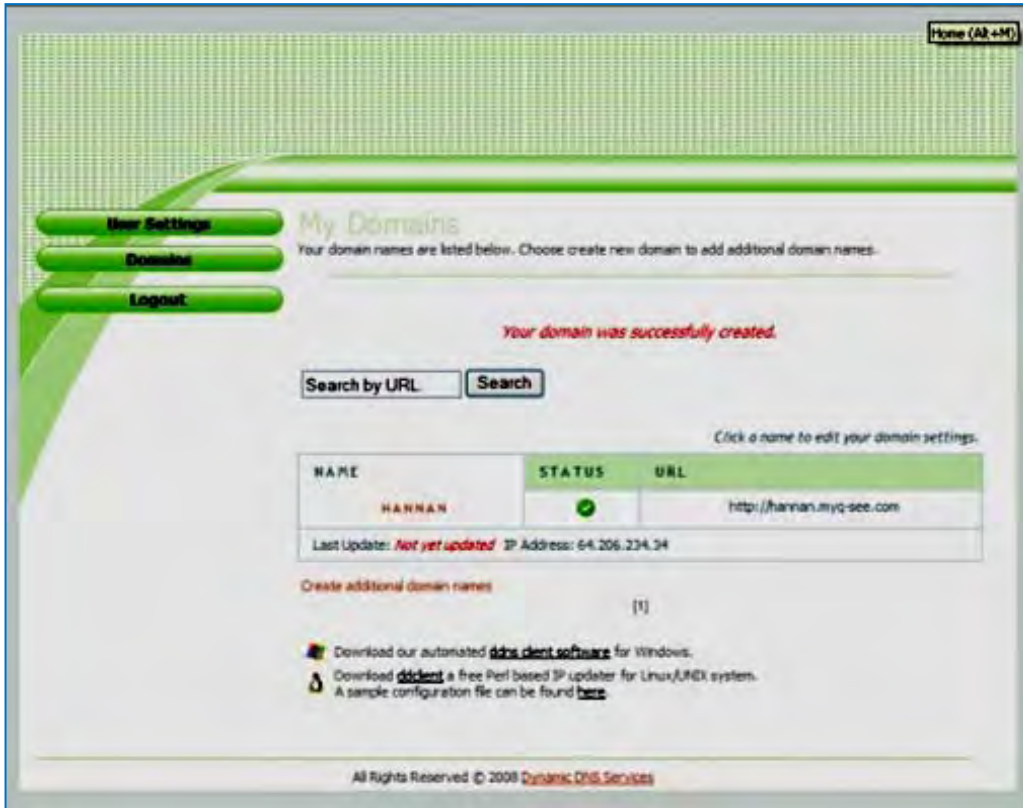 Home (Alt+M)
User Settings
Domains
Logout
My Domains
Your domain names are listed below. Choose create new domain to add additional domain names.
Your domain was successfully created.
Search by URL
Search
Click a name to edit your domain settings.
NAME STATUS URL
HANNAN http://hannan.myq-see.com
Last Update: Not yet updated IP Address: 64.206.234.34
Create additional domain names
[1]
Download our automated ddns client software for Windows.
Download ddclient a free Perl based IP updater for Linux/UNIX system.
A sample configuration file can be found here.
All Rights Reserved © 2008 Dynamic DNS Services